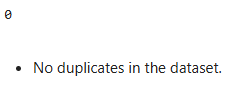 0
• No duplicates in the dataset.